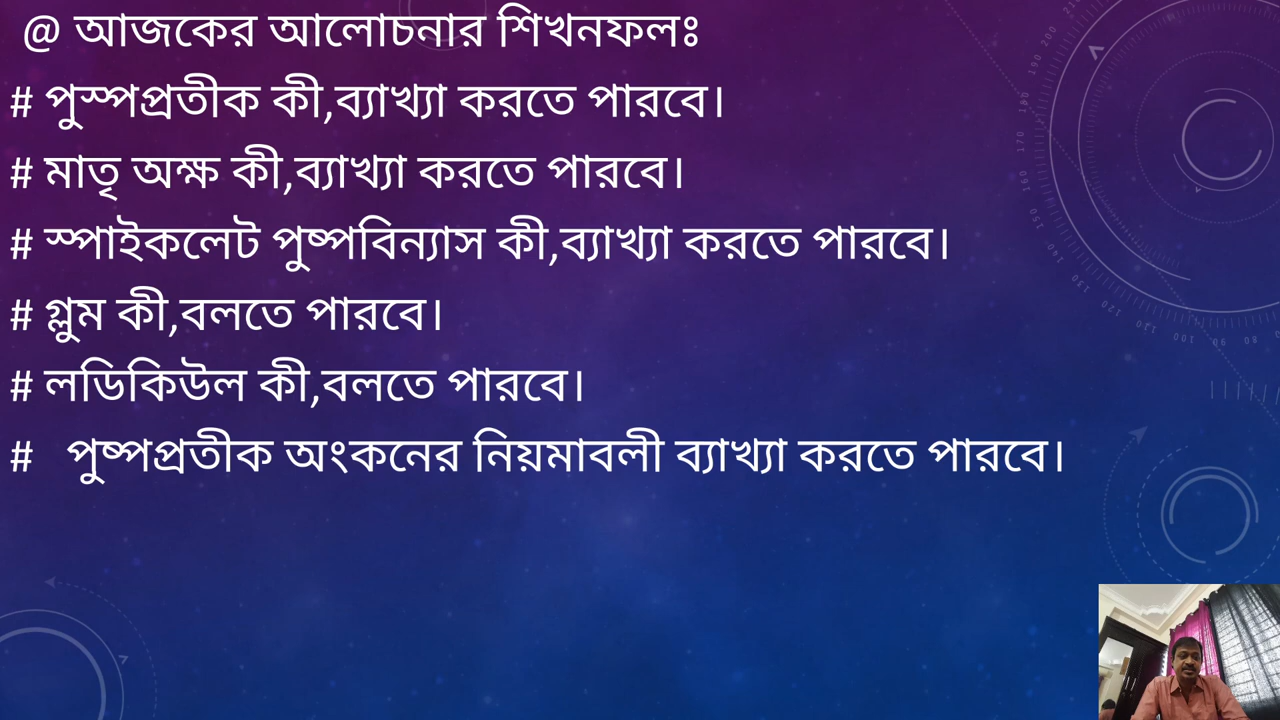 @ আজকের আলোচনার শিখনফলঃ
# পুস্পপ্রতীক কী,ব্যাখ্যা করতে পারবে।
# মাতৃ অক্ষ কী,ব্যাখ্যা করতে পারবে।
# স্পাইকলেট পুষ্পবিন্যাস কী,ব্যাখ্যা করতে পারবে।
# গ্লুম কী,বলতে পারবে।
# লডিকিউল কী,বলতে পারবে।
# পুষ্পপ্রতীক অংকনের নিয়মাবলী ব্যাখ্যা করতে পারবে।